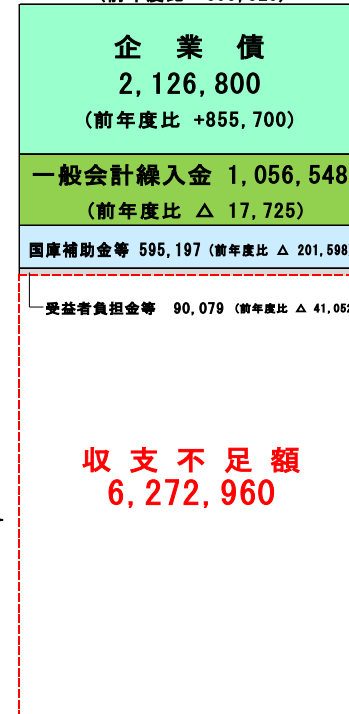 企業債
2,126,800
(前年度比 +855,700)
一般会計繰入金 1,056,548
(前年度比 △ 17,725)
国庫補助金等 595,197 (前年度比 △ 201,598
受益者負担金等 90,079 (前年度比 △ 41,052
収支不足額
6,272,960